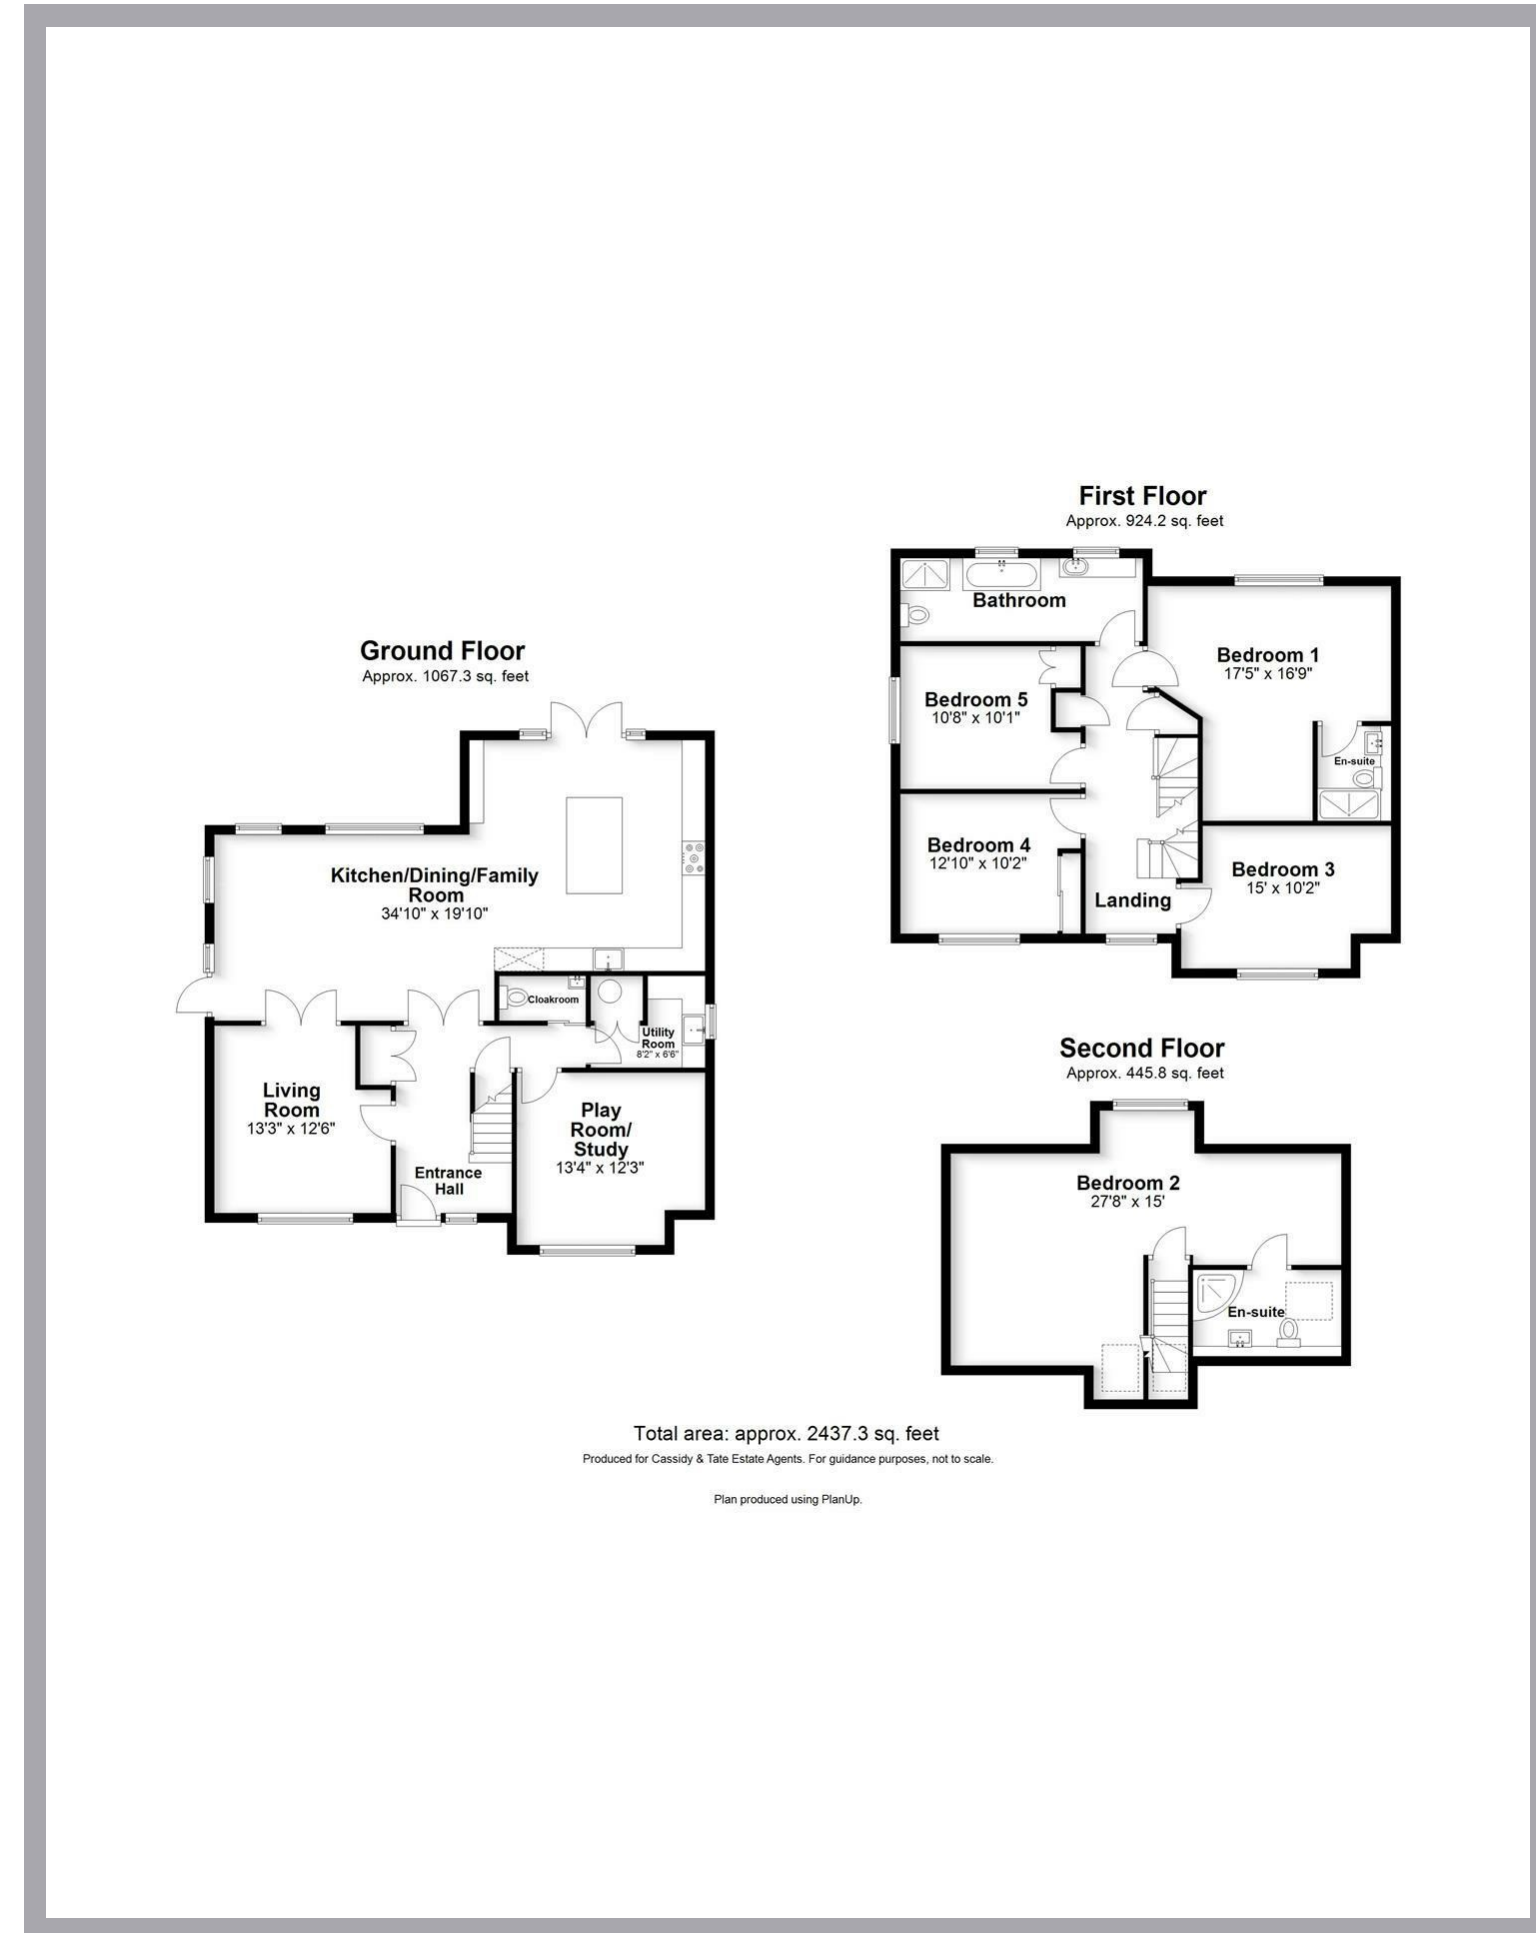 Ground Floor
Approx. 1067.3 sq. feet
Kitchen/Dining/Family
Room
34'10" x 19'10"
Cloakroom
Utility
Room
8'2" x 6'6"
Living
Room
13'3" x 12'6"
Play
Room/
Study
13'4" x 12'3"
Entrance
Hall
First Floor
Approx. 924.2 sq. feet
Bathroom
Bedroom 1
17'5" x 16'9"
Bedroom 5
10'8" x 10'1"
En-suite
Bedroom 4
12'10" x 10'2"
Bedroom 3
15' x 10'2"
Landing
Second Floor
Approx. 445.8 sq. feet
Bedroom 2
27'8" x 15'
En-suite
Total area: approx. 2437.3 sq. feet
Produced for Cassidy & Tate Estate Agents. For guidance purposes, not to scale.
Plan produced using PlanUp.